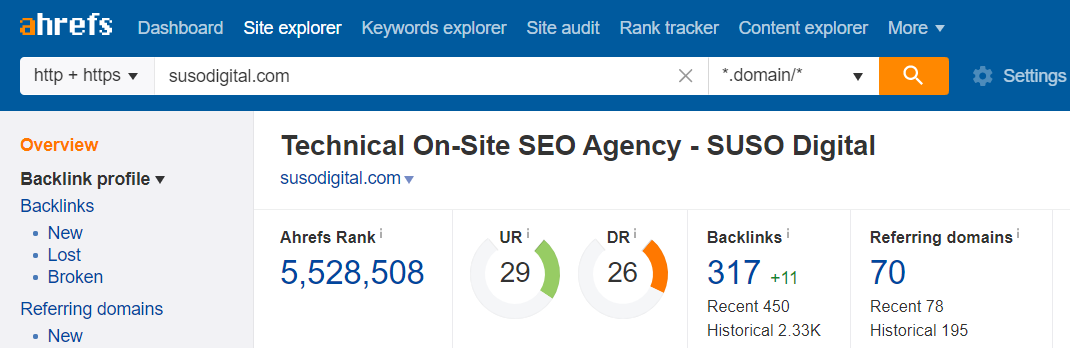 ahrefs Dashboard Site explorer Keywords explorer Site audit Rank tracker Content explorer More
http + https susodigital.com *.domain/* Settings
Overview
Backlink profile
Backlinks
New
Lost
Broken
Referring domains
New
Technical On-Site SEO Agency - SUSO Digital
susodigital.com
Ahrefs Rank i
5,528,508
UR i
29
DR i
26
Backlinks i
317 +11
Recent 450
Historical 2.33K
Referring domains i
70
Recent 78
Historical 195